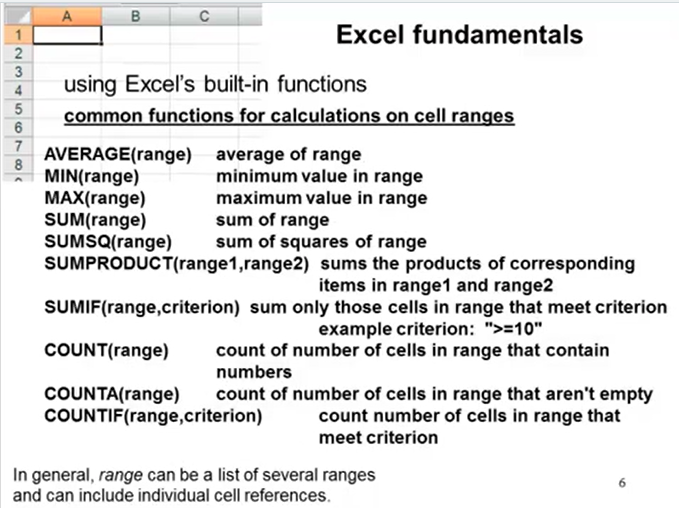 A B C
1
2
3
4
5
6
7
8
Excel fundamentals
using Excel's built-in functions
common functions for calculations on cell ranges
AVERAGE(range) average of range
MIN(range) minimum value in range
MAX(range) maximum value in range
SUM(range) sum of range
SUMSQ(range) sum of squares of range
SUMPRODUCT(range1,range2) sums the products of corresponding
items in range1 and range2
SUMIF(range,criterion) sum only those cells in range that meet criterion
example criterion: ">=10"
COUNT(range) count of number of cells in range that contain
numbers
COUNTA(range) count of number of cells in range that aren't empty
COUNTIF(range,criterion) count number of cells in range that
meet criterion
In general, range can be a list of several ranges
and can include individual cell references.
6